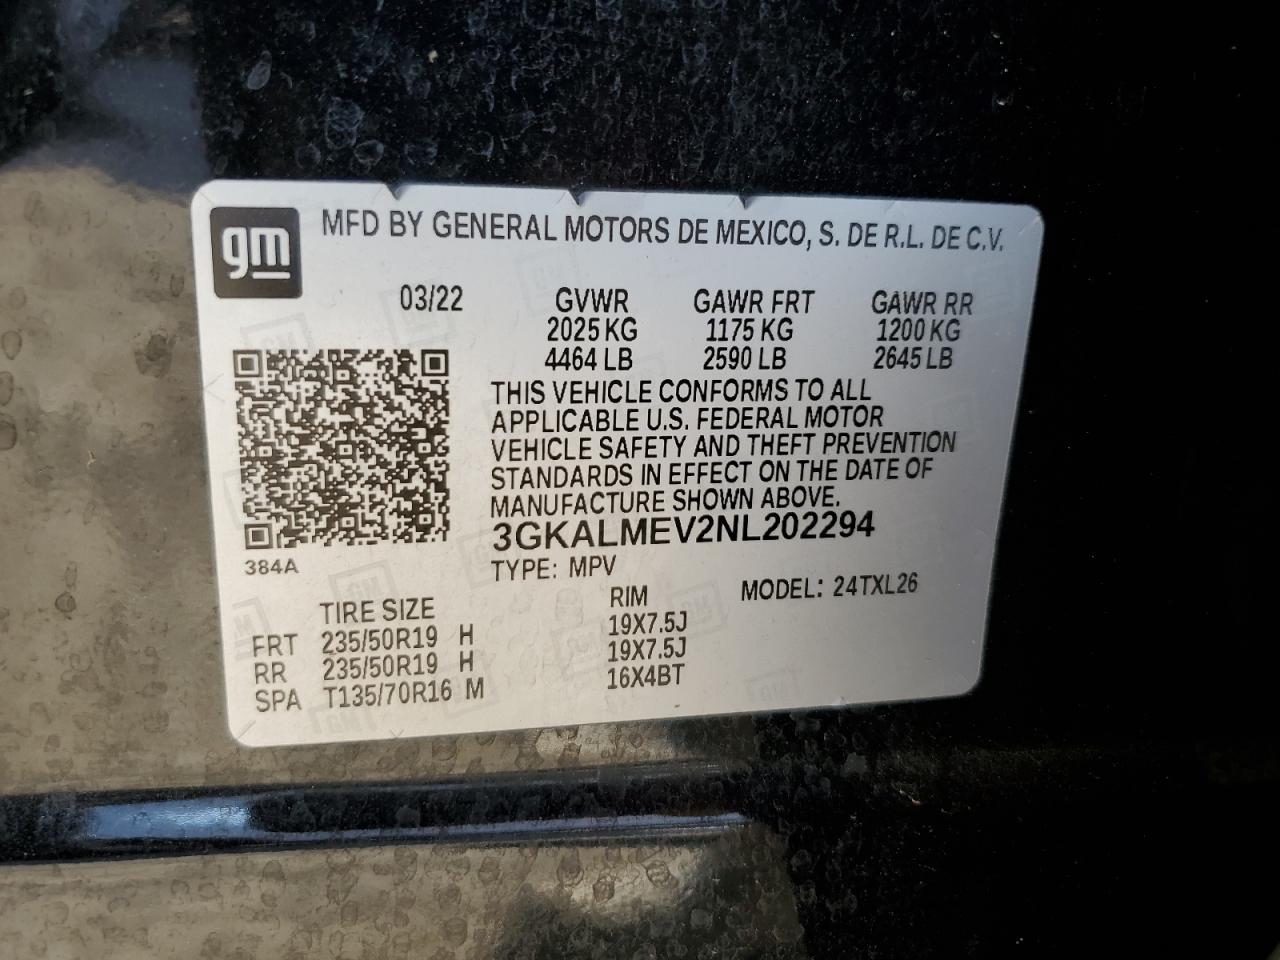 gm MFD BY GENERAL MOTORS DE MEXICO, S. DE R.L. DE C.V.
03/22 GVWR GAWR FRT GAWR RR
2025 KG 1175 KG 1200 KG
4464 LB 2590 LB 2645 LB
THIS VEHICLE CONFORMS TO ALL
APPLICABLE U.S. FEDERAL MOTOR
VEHICLE SAFETY AND THEFT PREVENTION
STANDARDS IN EFFECT ON THE DATE OF
MANUFACTURE SHOWN ABOVE.
3GKALMEV2NL202294
384A
TYPE: MPV MODEL: 24TXL26
TIRE SIZE RIM
FRT 235/50R19 H 19X7.5J
RR 235/50R19 H 19X7.5J
SPA T135/70R16 M 16X4BT